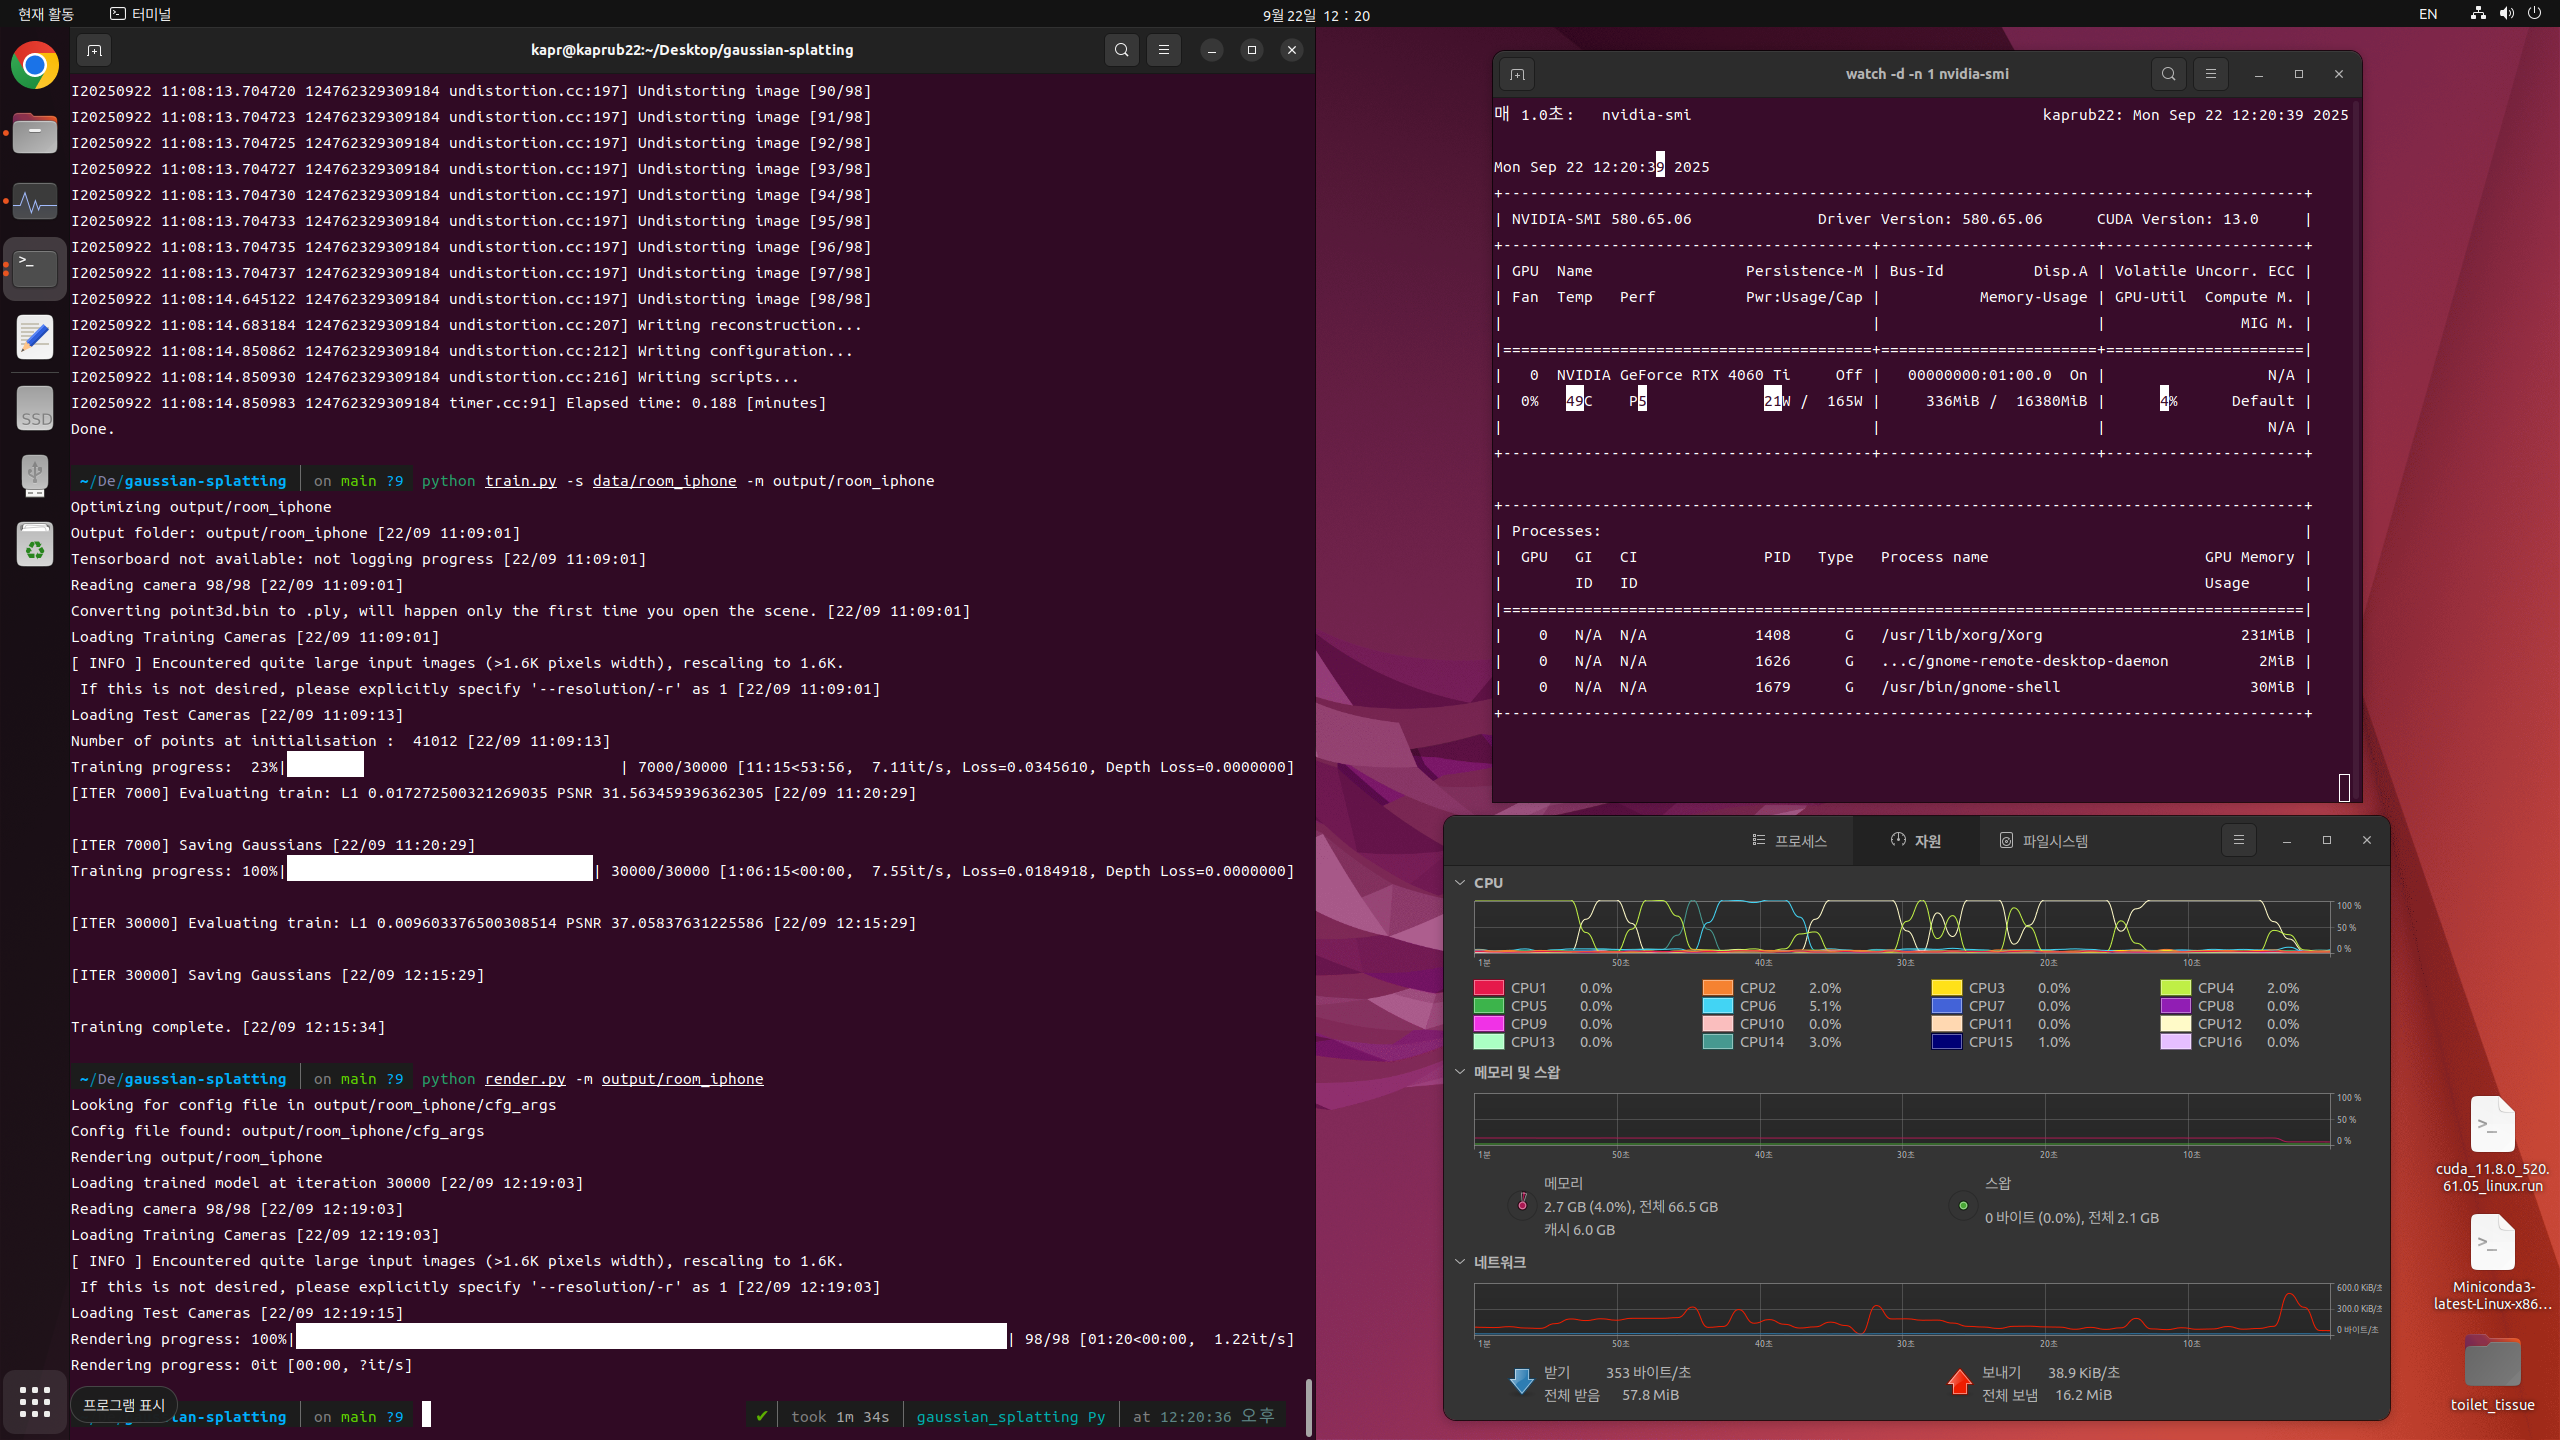 현재 활동 터미널 9월 22일 12 : 20 EN
kapr@kaprub22:~/Desktop/gaussian-splatting
I20250922 11:08:13.704720 124762329309184 undistortion.cc:197] Undistorting image [90/98]
I20250922 11:08:13.704723 124762329309184 undistortion.cc:197] Undistorting image [91/98]
I20250922 11:08:13.704725 124762329309184 undistortion.cc:197] Undistorting image [92/98]
I20250922 11:08:13.704727 124762329309184 undistortion.cc:197] Undistorting image [93/98]
I20250922 11:08:13.704730 124762329309184 undistortion.cc:197] Undistorting image [94/98]
I20250922 11:08:13.704733 124762329309184 undistortion.cc:197] Undistorting image [95/98]
I20250922 11:08:13.704735 124762329309184 undistortion.cc:197] Undistorting image [96/98]
I20250922 11:08:13.704737 124762329309184 undistortion.cc:197] Undistorting image [97/98]
I20250922 11:08:14.645122 124762329309184 undistortion.cc:197] Undistorting image [98/98]
I20250922 11:08:14.683184 124762329309184 undistortion.cc:207] Writing reconstruction...
I20250922 11:08:14.850862 124762329309184 undistortion.cc:212] Writing configuration...
I20250922 11:08:14.850930 124762329309184 undistortion.cc:216] Writing scripts...
I20250922 11:08:14.850983 124762329309184 timer.cc:91] Elapsed time: 0.188 [minutes]
Done.
~/De/gaussian-splatting | on main ?9 python train.py -s data/room_iphone -m output/room_iphone
Optimizing output/room_iphone
Output folder: output/room_iphone [22/09 11:09:01]
Tensorboard not available: not logging progress [22/09 11:09:01]
Reading camera 98/98 [22/09 11:09:01]
Converting point3d.bin to .ply, will happen only the first time you open the scene. [22/09 11:09:01]
Loading Training Cameras [22/09 11:09:01]
[ INFO ] Encountered quite large input images (>1.6K pixels width), rescaling to 1.6K.
If this is not desired, please explicitly specify '--resolution/-r' as 1 [22/09 11:09:01]
Loading Test Cameras [22/09 11:09:13]
Number of points at initialisation :  41012 [22/09 11:09:13]
Training progress:  23%| | 7000/30000 [11:15<53:56,  7.11it/s, Loss=0.0345610, Depth Loss=0.0000000]
[ITER 7000] Evaluating train: L1 0.017272500321269035 PSNR 31.563459396362305 [22/09 11:20:29]
[ITER 7000] Saving Gaussians [22/09 11:20:29]
Training progress: 100%| | 30000/30000 [1:06:15<00:00,  7.55it/s, Loss=0.0184918, Depth Loss=0.0000000]
[ITER 30000] Evaluating train: L1 0.009603376500308514 PSNR 37.05837631225586 [22/09 12:15:29]
[ITER 30000] Saving Gaussians [22/09 12:15:29]
Training complete. [22/09 12:15:34]
~/De/gaussian-splatting | on main ?9 python render.py -m output/room_iphone
Looking for config file in output/room_iphone/cfg_args
Config file found: output/room_iphone/cfg_args
Rendering output/room_iphone
Loading trained model at iteration 30000 [22/09 12:19:03]
Reading camera 98/98 [22/09 12:19:03]
Loading Training Cameras [22/09 12:19:03]
[ INFO ] Encountered quite large input images (>1.6K pixels width), rescaling to 1.6K.
If this is not desired, please explicitly specify '--resolution/-r' as 1 [22/09 12:19:03]
Loading Test Cameras [22/09 12:19:15]
Rendering progress: 100%| | 98/98 [01:20<00:00,  1.22it/s]
Rendering progress: 0it [00:00, ?it/s]
프로그램 표시 ian-splatting | on main ?9 ✔ | took 1m 34s | gaussian_splatting Py | at 12:20:36 오후
SSD
watch -d -n 1 nvidia-smi
매 1.0초:   nvidia-smi kaprub22: Mon Sep 22 12:20:39 2025
Mon Sep 22 12:20:39 2025
| NVIDIA-SMI 580.65.06 Driver Version: 580.65.06 CUDA Version: 13.0 |
| GPU  Name Persistence-M | Bus-Id Disp.A | Volatile Uncorr. ECC |
| Fan  Temp   Perf Pwr:Usage/Cap | Memory-Usage | GPU-Util  Compute M. |
| | | MIG M. |
| 0  NVIDIA GeForce RTX 4060 Ti Off | 00000000:01:00.0  On | N/A |
| 0%   49C    P5 21W /  165W | 336MiB /  16380MiB | 4%      Default |
| | | N/A |
| Processes: |
| GPU   GI   CI PID   Type   Process name GPU Memory |
| ID   ID Usage |
| 0   N/A  N/A 1408 G   /usr/lib/xorg/Xorg 231MiB |
| 0   N/A  N/A 1626 G   ...c/gnome-remote-desktop-daemon 2MiB |
| 0   N/A  N/A 1679 G   /usr/bin/gnome-shell 30MiB |
프로세스 자원 파일시스템
CPU
100 %
50 %
0 %
1분 50초 40초 30초 20초 10초
CPU1 0.0% CPU2 2.0% CPU3 0.0% CPU4 2.0%
CPU5 0.0% CPU6 5.1% CPU7 0.0% CPU8 0.0%
CPU9 0.0% CPU10 0.0% CPU11 0.0% CPU12 0.0%
CPU13 0.0% CPU14 3.0% CPU15 1.0% CPU16 0.0%
메모리 및 스왑
100 %
50 %
0 %
1분 50초 40초 30초 20초 10초
메모리
2.7 GB (4.0%), 전체 66.5 GB
캐시 6.0 GB
스왑
0 바이트 (0.0%), 전체 2.1 GB
네트워크
600.0 KiB/초
300.0 KiB/초
0 바이트/초
1분 50초 40초 30초 20초 10초
받기 353 바이트/초
전체 받음 57.8 MiB
보내기 38.9 KiB/초
전체 보냄 16.2 MiB
cuda_11.8.0_520.
61.05_linux.run
Miniconda3-
latest-Linux-x86...
toilet_tissue